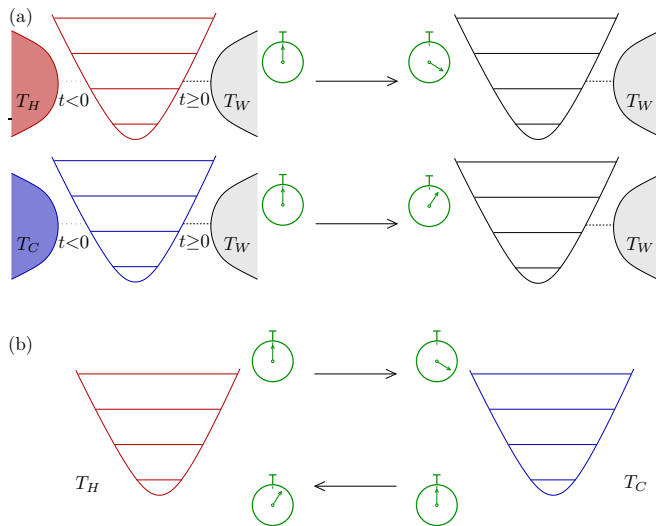 (a)
T_H t<0 t≥0 T_W T_W
T_C t<0 t≥0 T_W T_W
(b)
T_H T_C